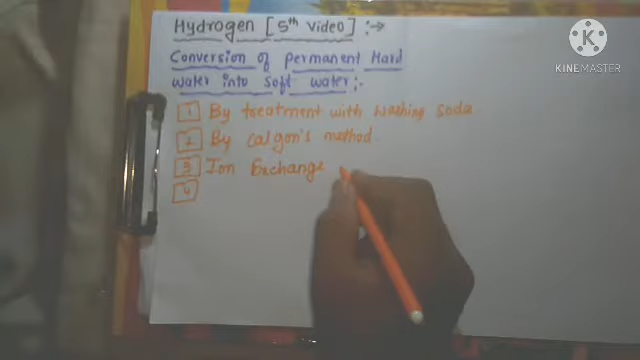 Hydrogen [5th Video] :→
Conversion of permanent Hard
water into soft water :-
1 By treatment with washing soda
2 By Calgon's method
3 Ion Exchange
4
KINEMASTER